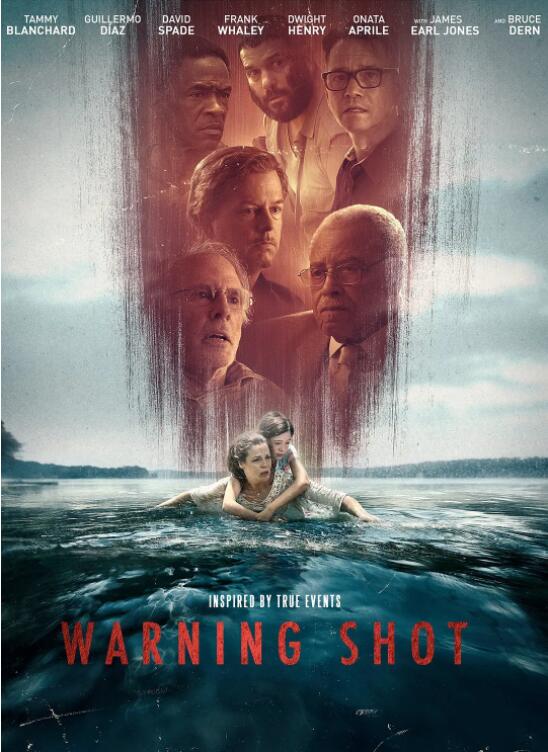 TAMMY BLANCHARD
GUILLERMO DÍAZ
DAVID SPADE
FRANK WHALEY
DWIGHT HENRY
ONATA APRILE
WITH JAMES EARL JONES
AND BRUCE DERN
INSPIRED BY TRUE EVENTS
WARNING SHOT